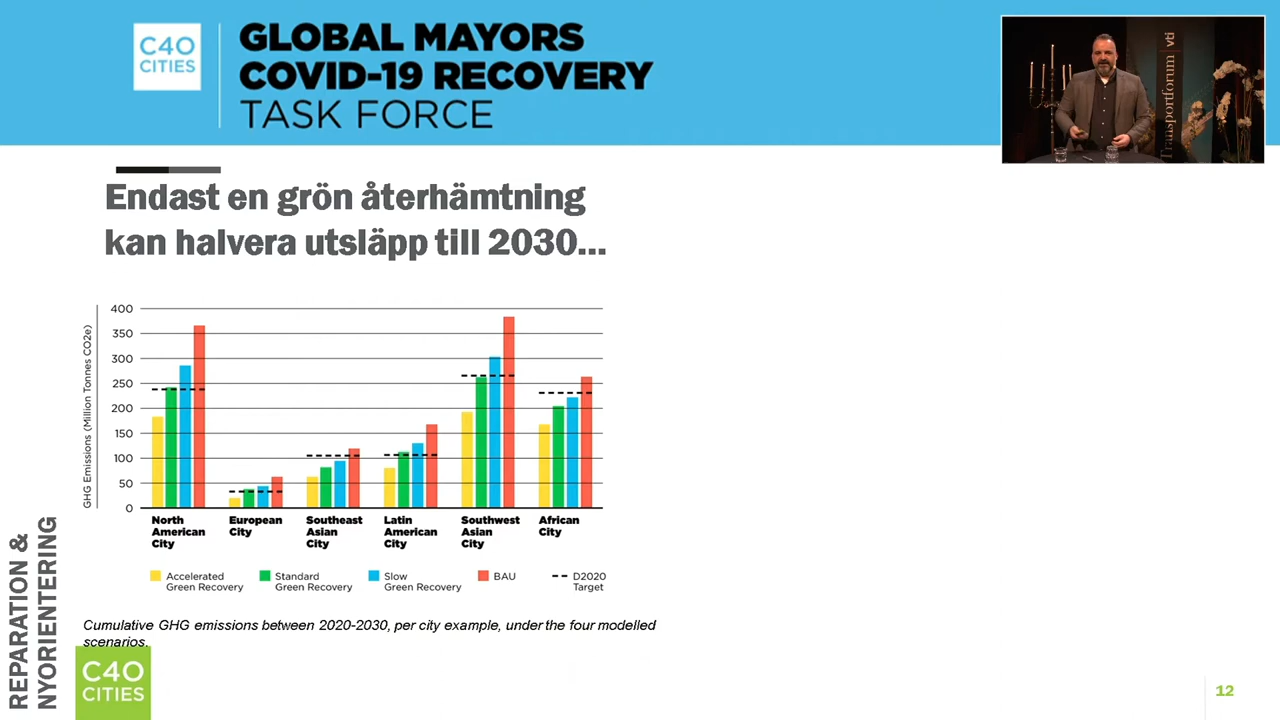 C40
CITIES
GLOBAL MAYORS
COVID-19 RECOVERY
TASK FORCE
Transportforum vti
Endast en grön återhämtning
kan halvera utsläpp till 2030...
GHG Emissions (Million Tonnes CO2e)
400
350
300
250
200
150
100
50
0
North
American
City
European
City
Southeast
Asian
City
Latin
American
City
Southwest
Asian
City
African
City
Accelerated
Green Recovery
Standard
Green Recovery
Slow
Green Recovery
BAU
D2020
Target
Cumulative GHG emissions between 2020-2030, per city example, under the four modelled
scenarios.
REPARATION &
NYORIENTERING
C40
CITIES
12